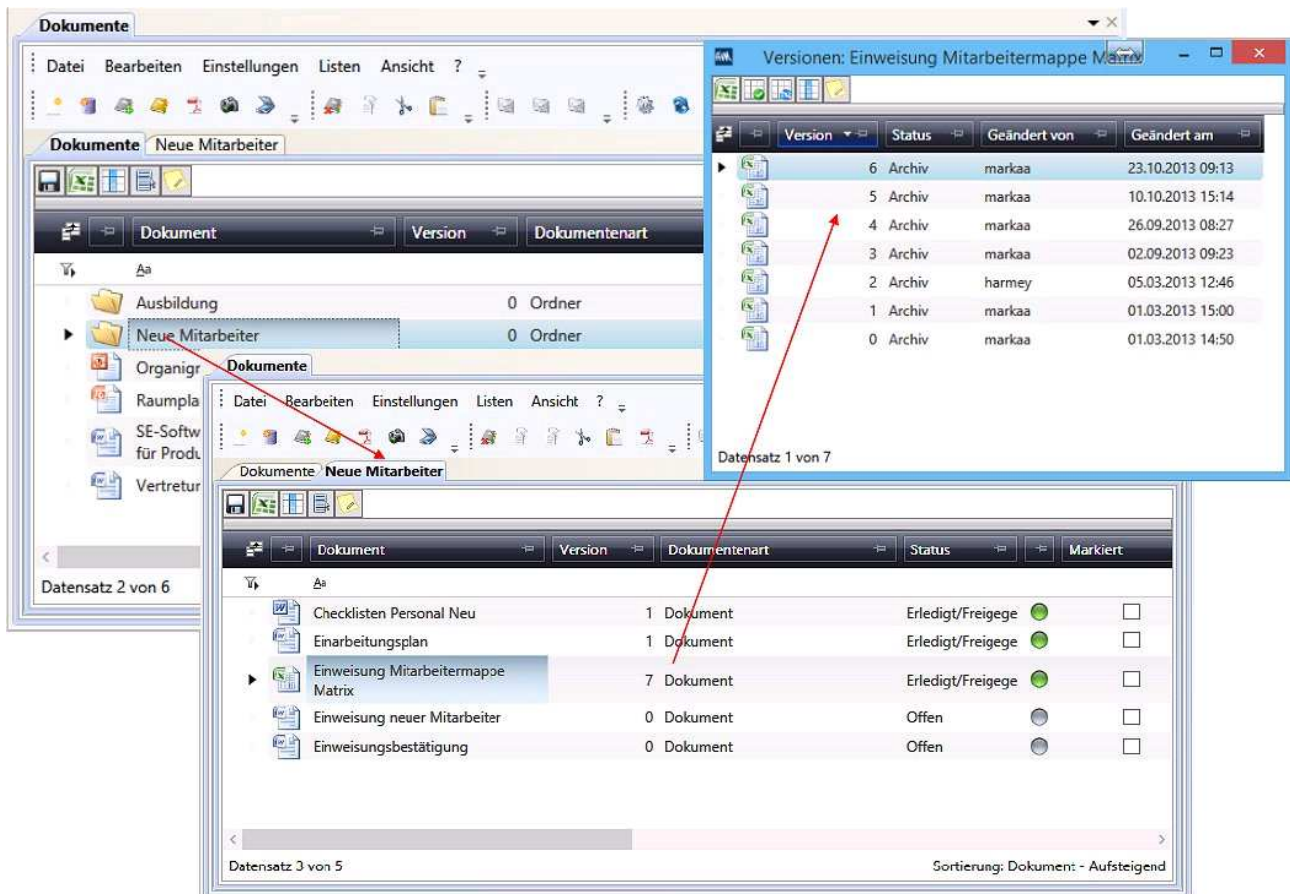 Dokumente
Datei Bearbeiten Einstellungen Listen Ansicht ?
Dokumente Neue Mitarbeiter
Dokument Version Dokumentenart
Aa
Ausbildung 0 Ordner
Neue Mitarbeiter 0 Ordner
Organigr
Raumpla
SE-Softw
für Produ
Vertretur
Datensatz 2 von 6
Versionen: Einweisung Mitarbeitermappe Matrix
Version Status Geändert von Geändert am
6 Archiv markaa 23.10.2013 09:13
5 Archiv markaa 10.10.2013 15:14
4 Archiv markaa 26.09.2013 08:27
3 Archiv markaa 02.09.2013 09:23
2 Archiv harmey 05.03.2013 12:46
1 Archiv markaa 01.03.2013 15:00
0 Archiv markaa 01.03.2013 14:50
Datensatz 1 von 7
Dokumente
Datei Bearbeiten Einstellungen Listen Ansicht ?
Dokumente Neue Mitarbeiter
Dokument Version Dokumentenart Status Markiert
Aa
Checklisten Personal Neu 1 Dokument Erledigt/Freigege
Einarbeitungsplan 1 Dokument Erledigt/Freigege
Einweisung Mitarbeitermappe
Matrix 7 Dokument Erledigt/Freigege
Einweisung neuer Mitarbeiter 0 Dokument Offen
Einweisungsbestätigung 0 Dokument Offen
Datensatz 3 von 5 Sortierung: Dokument - Aufsteigend